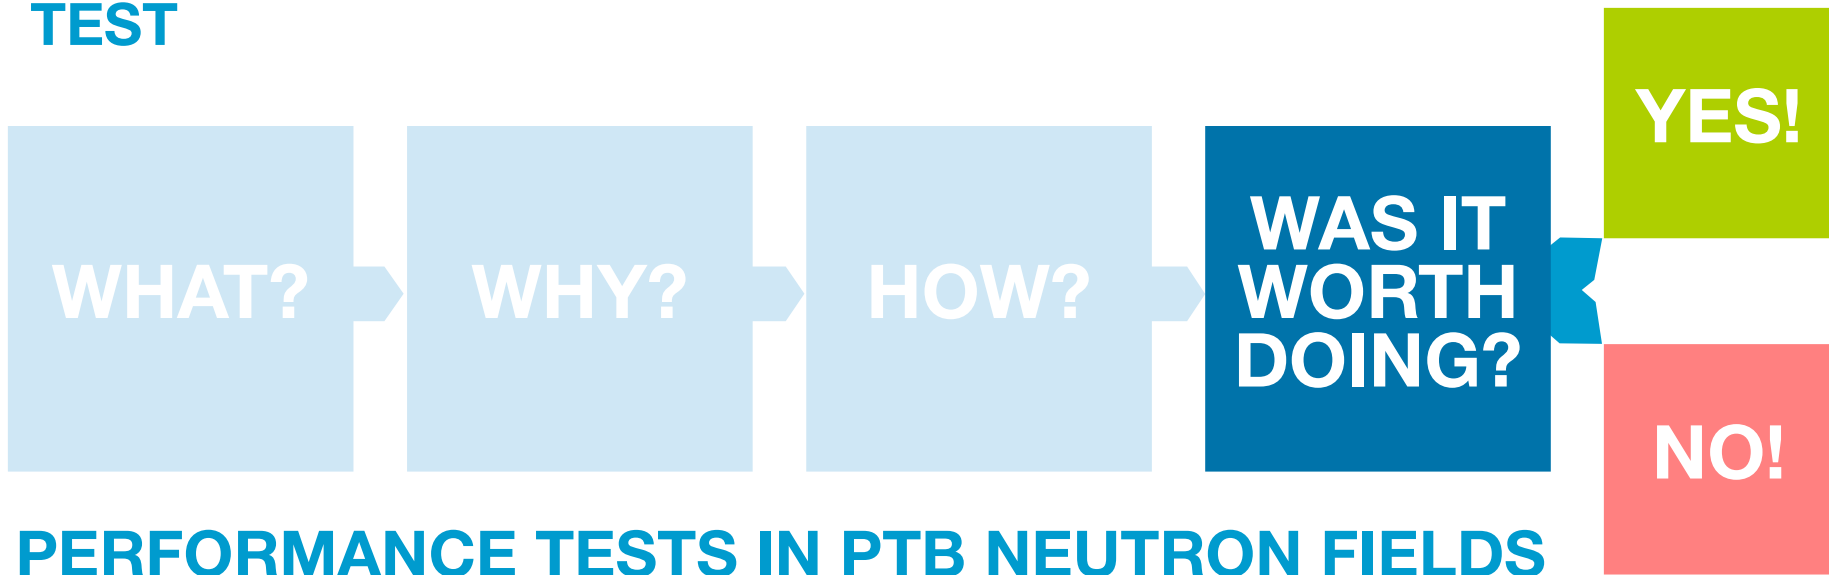 TEST
WHAT?
WHY?
HOW?
WAS IT
WORTH
DOING?
YES!
NO!
PERFORMANCE TESTS IN PTB NEUTRON FIELDS